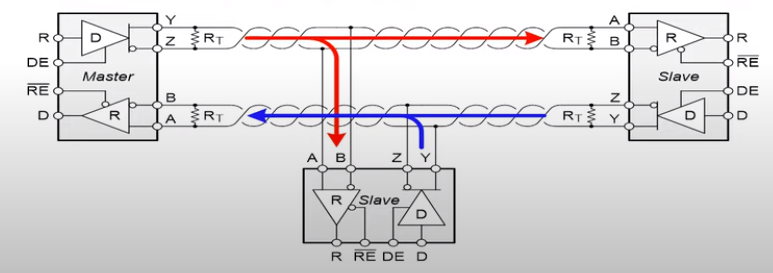 R
DE
RE
D
D
Master
R
Y
Z
B
A
RT
RT
RT
RT
A
B
Z
Y
R
Slave
D
R
RE
DE
D
A B Z Y
R Slave
D
R RE DE D